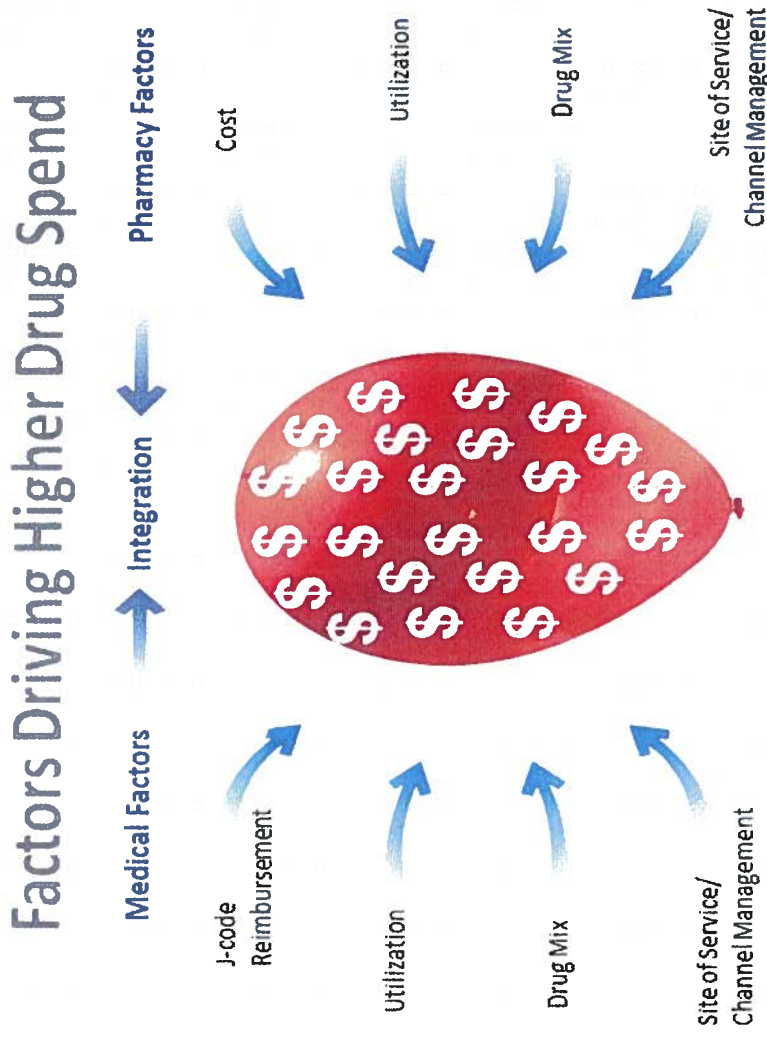 Factors Driving Higher Drug Spend
Medical Factors
Integration
Pharmacy Factors
J-code
Reimbursement
Utilization
Drug Mix
Site of Service/
Channel Management
$ $ $ $ $ $ $ $ $ $ $ $ $ $ $ $ $ $ $ $ $ $ $ $
Cost
Utilization
Drug Mix
Site of Service/
Channel Management